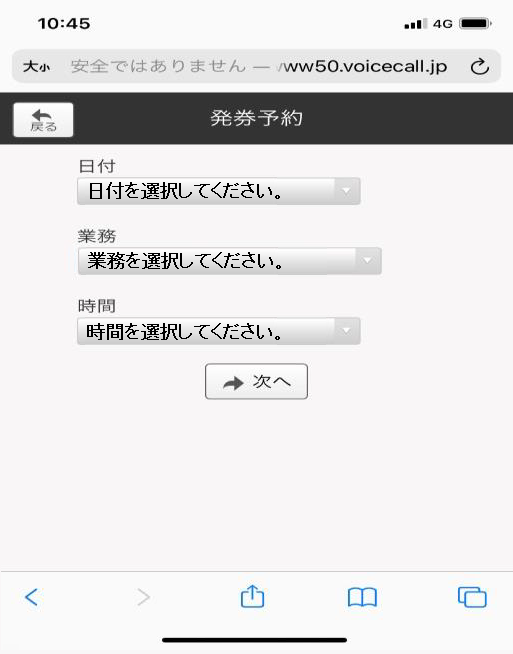 10:45
4G
大小 安全ではありません — ww50.voicecall.jp
戻る
発券予約
日付
日付を選択してください。
業務
業務を選択してください。
時間
時間を選択してください。
次へ